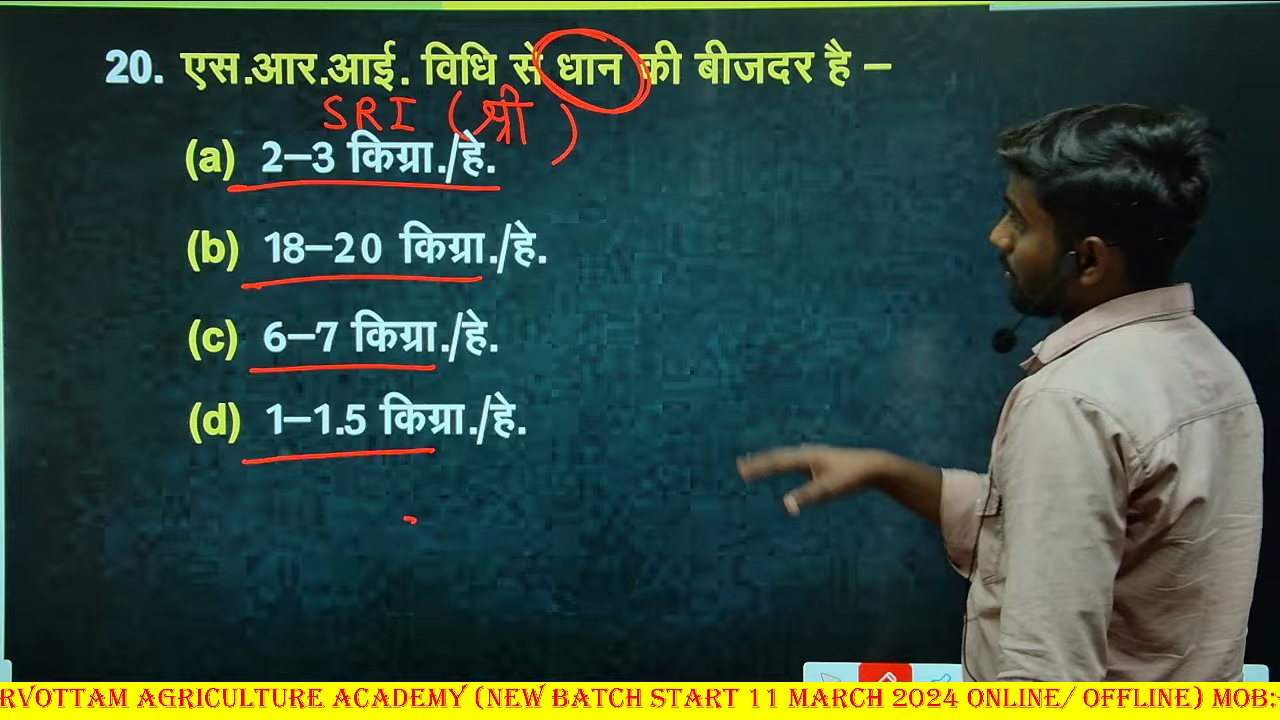 20. एस.आर.आई. विधि से धान की बीजदर है –
SRI (श्री)
(a) 2–3 किग्रा./हे.
(b) 18–20 किग्रा./हे.
(c) 6–7 किग्रा./हे.
(d) 1–1.5 किग्रा./हे.
RVOTTAM AGRICULTURE ACADEMY (NEW BATCH START 11 MARCH 2024 ONLINE/ OFFLINE) MOB:-